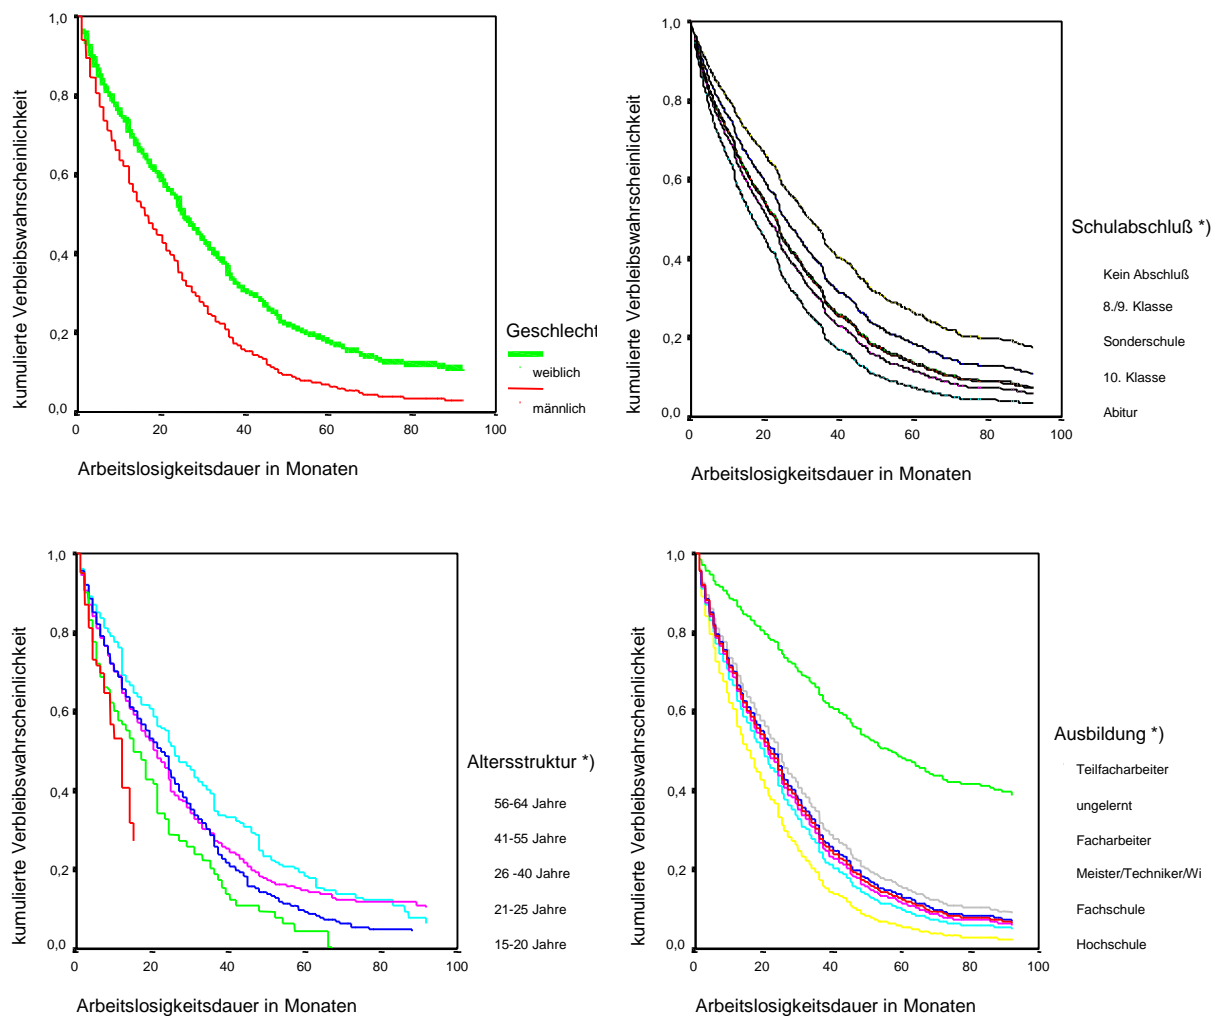 kumulierte Verbleibswahrscheinlichkeit
1,0
0,8
0,6
0,4
0,2
0,0
0 20 40 60 80 100
Arbeitslosigkeitsdauer in Monaten
Geschlecht
weiblich
männlich
kumulierte Verbleibswahrscheinlichkeit
1,0
0,8
0,6
0,4
0,2
0,0
0 20 40 60 80 100
Arbeitslosigkeitsdauer in Monaten
Schulabschluß *)
Kein Abschluß
8./9. Klasse
Sonderschule
10. Klasse
Abitur
kumulierte Verbleibswahrscheinlichkeit
1,0
0,8
0,6
0,4
0,2
0,0
0 20 40 60 80 100
Arbeitslosigkeitsdauer in Monaten
Altersstruktur *)
56-64 Jahre
41-55 Jahre
26 -40 Jahre
21-25 Jahre
15-20 Jahre
kumulierte Verbleibswahrscheinlichkeit
1,0
0,8
0,6
0,4
0,2
0,0
0 20 40 60 80 100
Arbeitslosigkeitsdauer in Monaten
Ausbildung *)
Teilfacharbeiter
ungelernt
Facharbeiter
Meister/Techniker/Wi
Fachschule
Hochschule